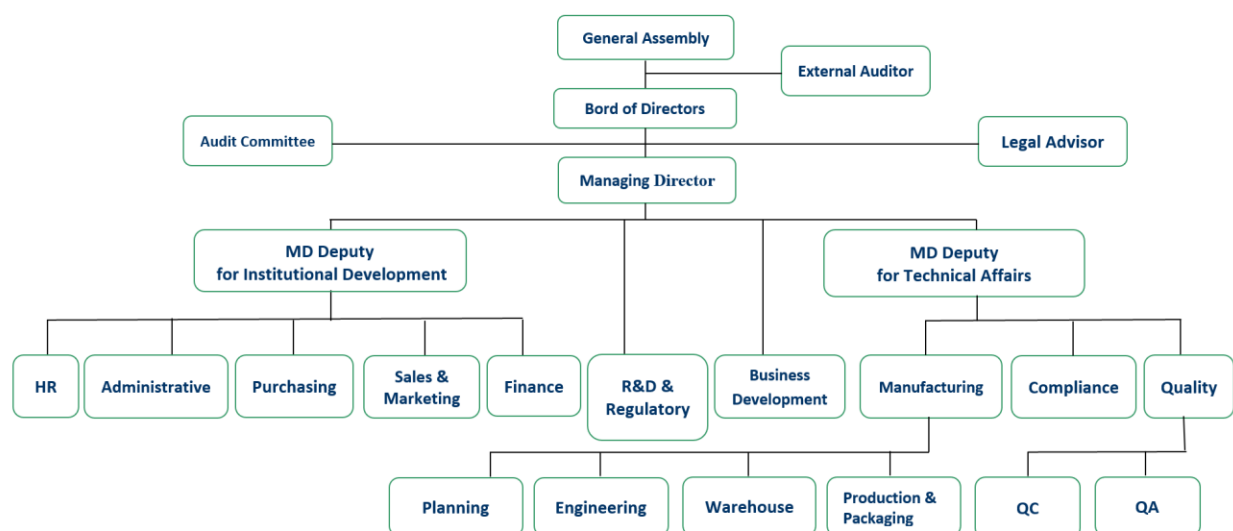 General Assembly
External Auditor
Bord of Directors
Audit Committee
Legal Advisor
Managing Director
MD Deputy
for Institutional Development
MD Deputy
for Technical Affairs
HR
Administrative
Purchasing
Sales &
Marketing
Finance
R&D &
Regulatory
Business
Development
Manufacturing
Compliance
Quality
Planning
Engineering
Warehouse
Production &
Packaging
QC
QA